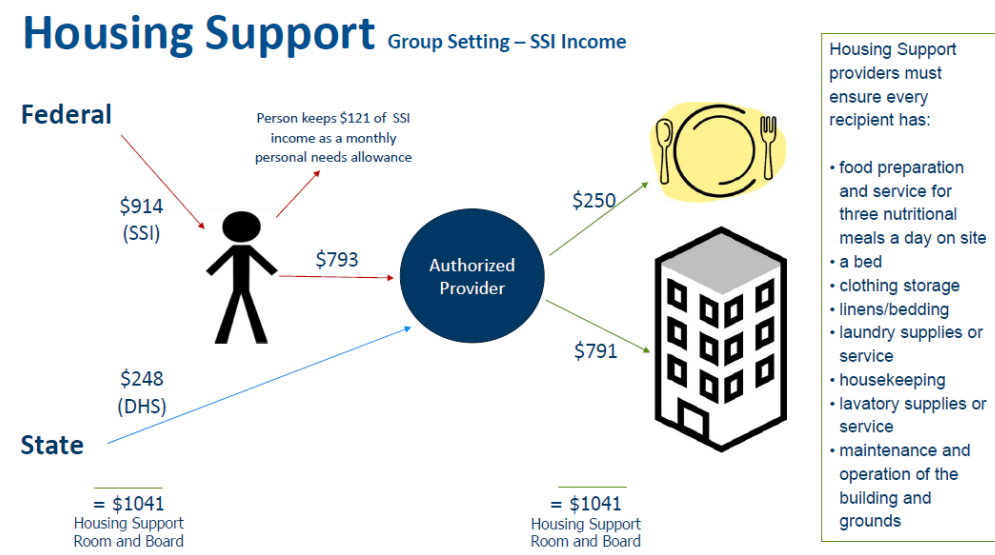 Housing Support Group Setting – SSI Income
Federal
Person keeps $121 of SSI
income as a monthly
personal needs allowance
$914
(SSI)
$793
Authorized
Provider
$250
$791
$248
(DHS)
State
= $1041
Housing Support
Room and Board
= $1041
Housing Support
Room and Board
Housing Support
providers must
ensure every
recipient has:
• food preparation
and service for
three nutritional
meals a day on site
• a bed
• clothing storage
• linens/bedding
• laundry supplies or
service
• housekeeping
• lavatory supplies or
service
• maintenance and
operation of the
building and
grounds